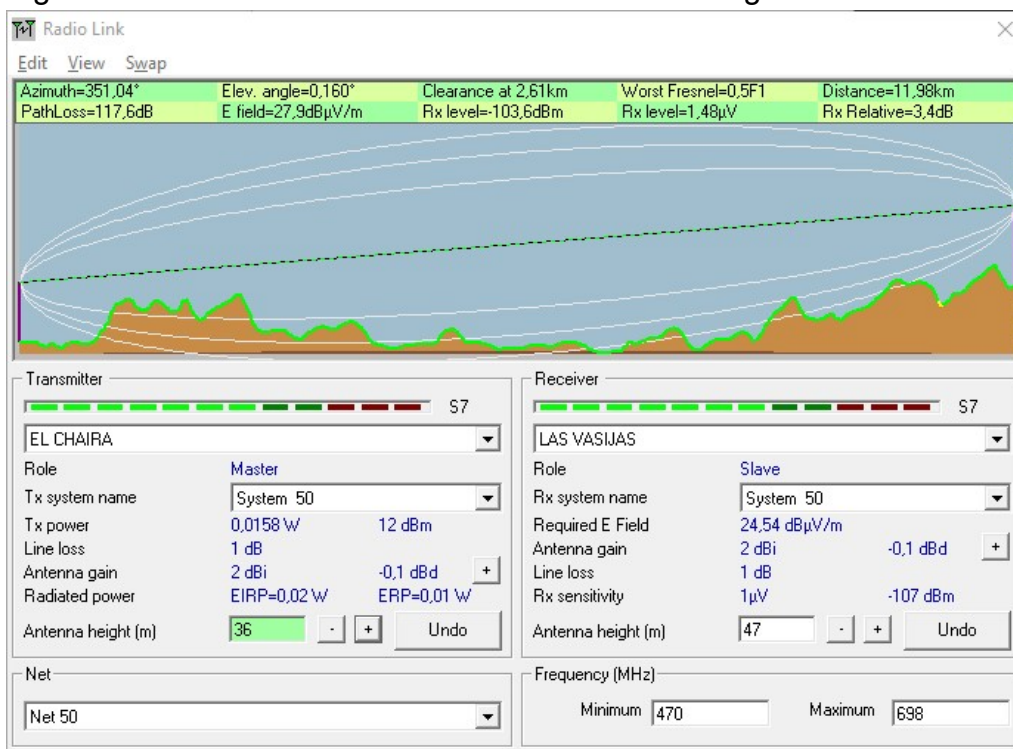 Radio Link
Edit View Swap
Azimuth=351,04° Elev. angle=0,160° Clearance at 2,61km Worst Fresnel=0,5F1 Distance=11,98km
PathLoss=117,6dB E field=27,9dBµV/m Rx level=-103,6dBm Rx level=1,48µV Rx Relative=3,4dB
Transmitter
S7
EL CHAIRA
Role Master
Tx system name System 50
Tx power 0,0158 W 12 dBm
Line loss 1 dB
Antenna gain 2 dBi -0,1 dBd +
Radiated power EIRP=0,02 W ERP=0,01 W
Antenna height (m) 36 - + Undo
Net
Net 50
Receiver
S7
LAS VASIJAS
Role Slave
Rx system name System 50
Required E Field 24,54 dBµV/m
Antenna gain 2 dBi -0,1 dBd +
Line loss 1 dB
Rx sensitivity 1µV -107 dBm
Antenna height (m) 47 - + Undo
Frequency (MHz)
Minimum 470 Maximum 698